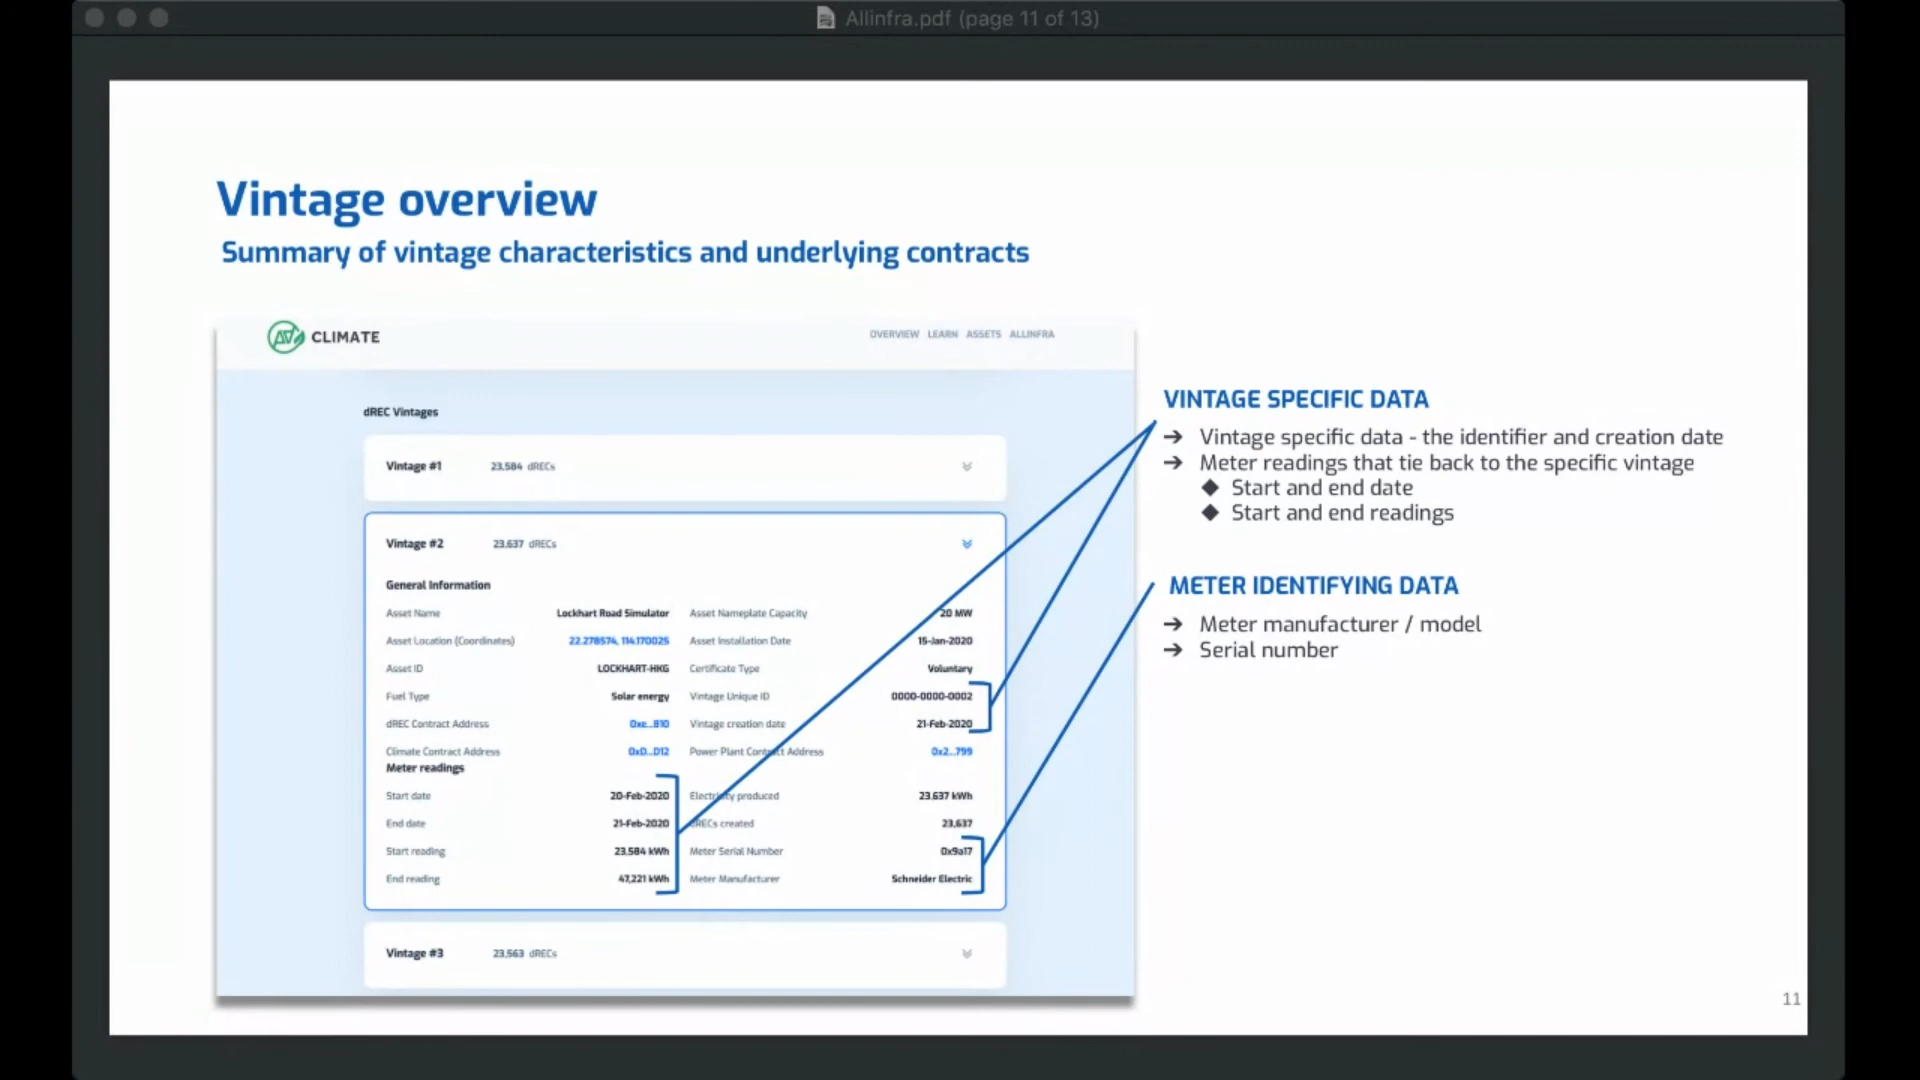 Allinfra.pdf (page 11 of 13)
Vintage overview
Summary of vintage characteristics and underlying contracts
CLIMATE
OVERVIEW LEARN ASSETS ALLINFRA
dREC Vintages
Vintage #1 23,584 dRECs
Vintage #2 23,637 dRECs
General Information
Asset Name Lockhart Road Simulator Asset Nameplate Capacity 20 MW
Asset Location (Coordinates) 22.278574, 114.170025 Asset Installation Date 15-Jan-2020
Asset ID LOCKHART-HKG Certificate Type Voluntary
Fuel Type Solar energy Vintage Unique ID 0000-0000-0002
dREC Contract Address 0xe...810 Vintage creation date 21-Feb-2020
Climate Contract Address 0xD...D12 Power Plant Contract Address 0x2...799
Meter readings
Start date 20-Feb-2020 Electricity produced 23,637 kWh
End date 21-Feb-2020 dRECs created 23,637
Start reading 23,584 kWh Meter Serial Number 0x9a17
End reading 47,221 kWh Meter Manufacturer Schneider Electric
Vintage #3 23,563 dRECs
VINTAGE SPECIFIC DATA
→ Vintage specific data - the identifier and creation date
→ Meter readings that tie back to the specific vintage
◆ Start and end date
◆ Start and end readings
METER IDENTIFYING DATA
→ Meter manufacturer / model
→ Serial number
11